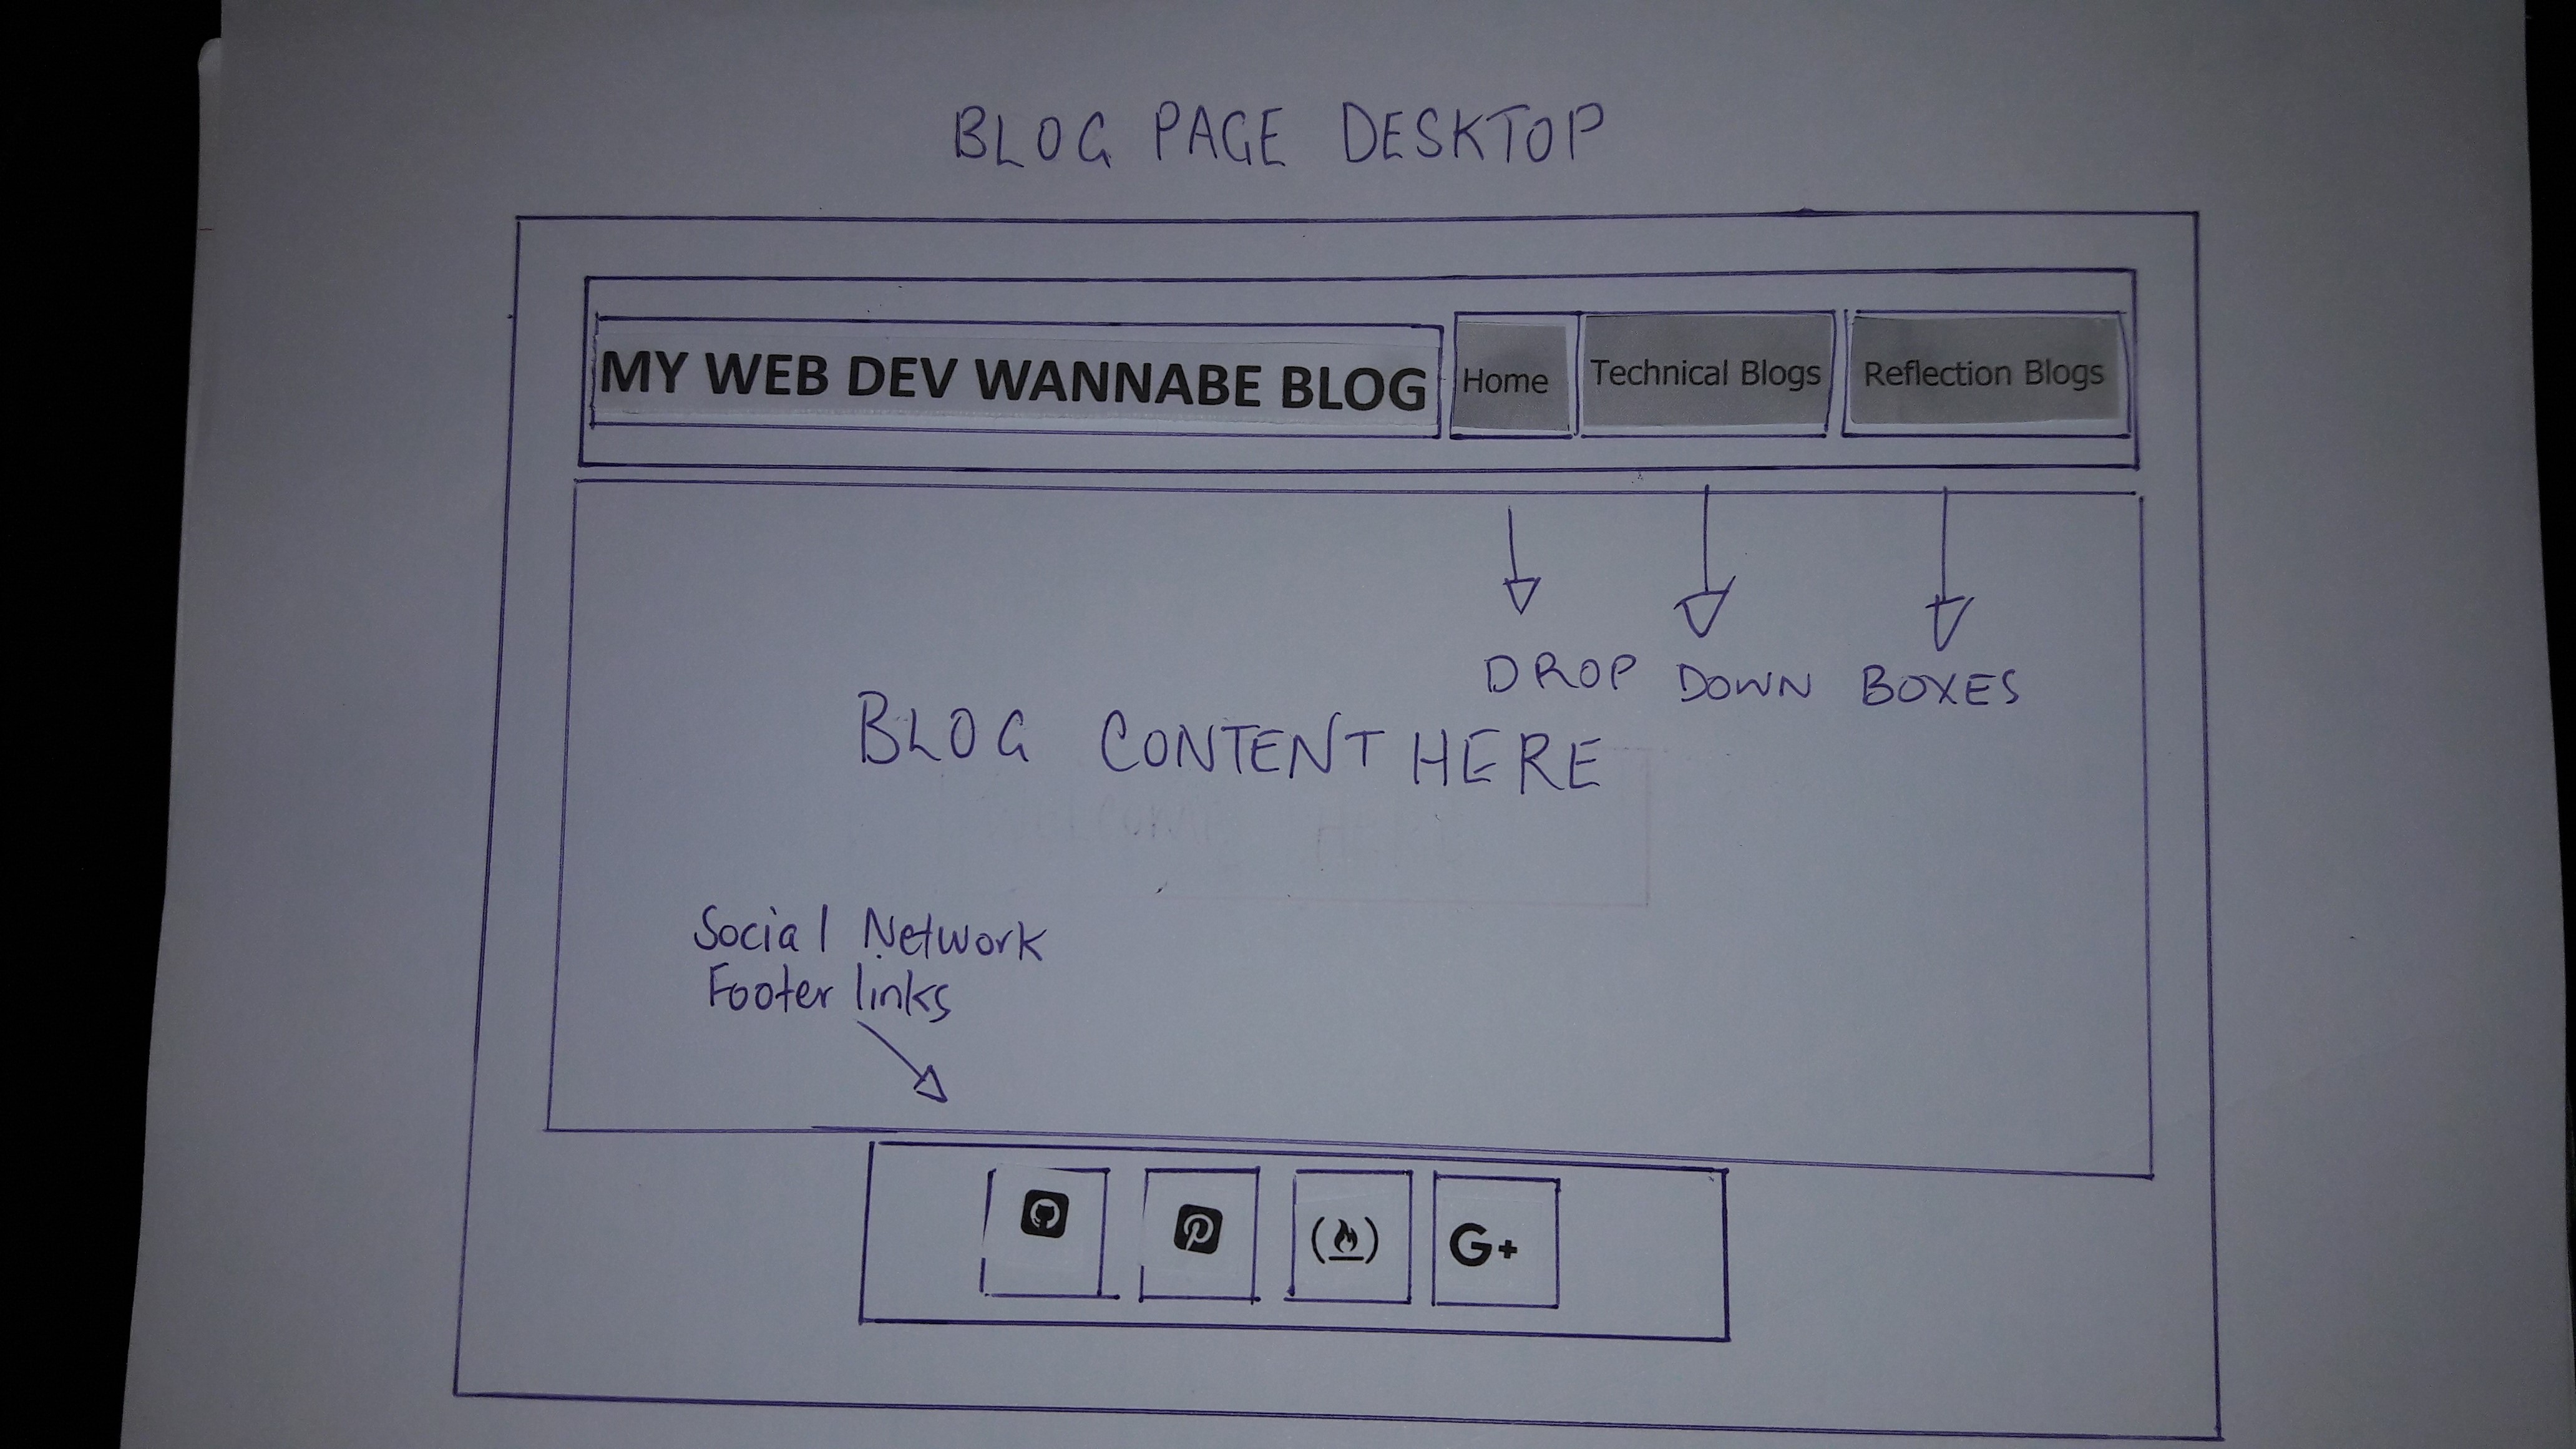 BLOG PAGE DESKTOP
MY WEB DEV WANNABE BLOG Home Technical Blogs Reflection Blogs
DROP DOWN BOXES
BLOG CONTENT HERE
Social Network
Footer links
G+